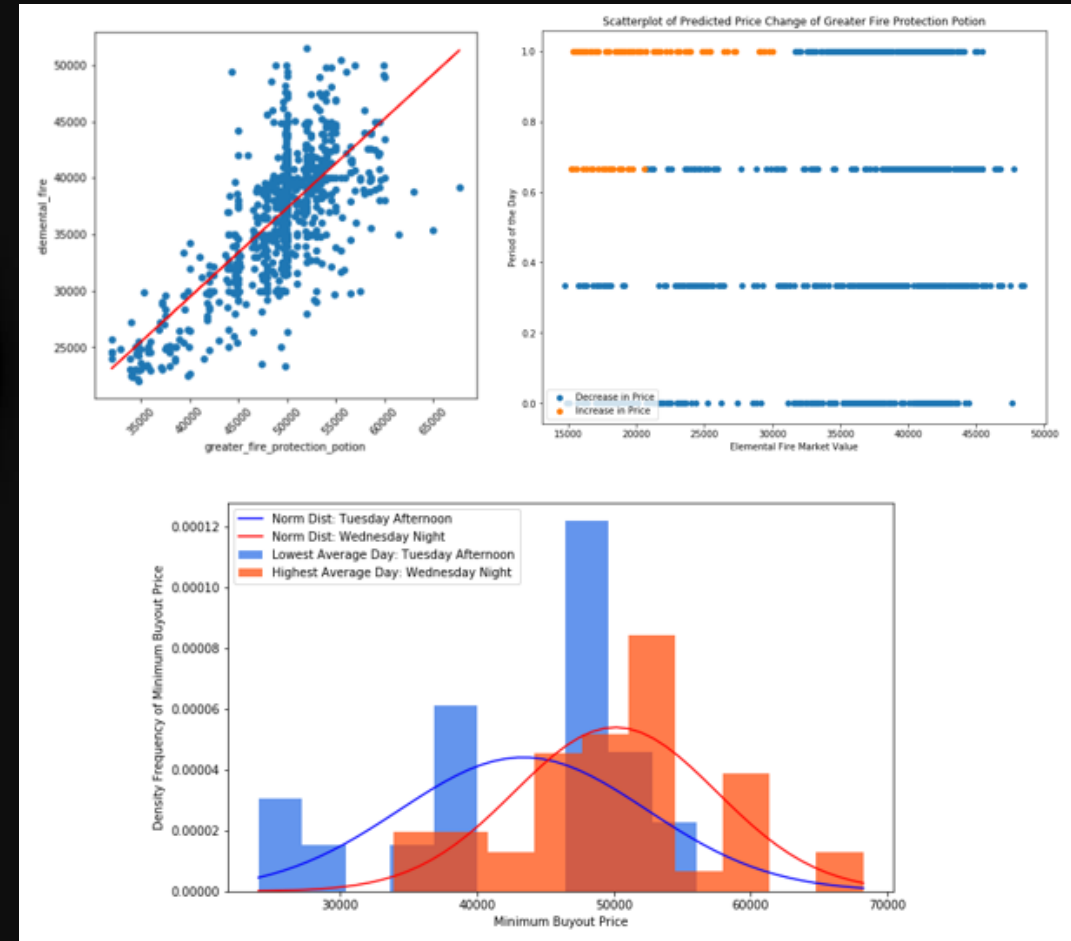 50000
45000
40000
35000
30000
25000
elemental_fire
35000
40000
45000
50000
55000
60000
65000
greater_fire_protection_potion
Scatterplot of Predicted Price Change of Greater Fire Protection Potion
1.0
0.8
0.6
0.4
0.2
0.0
Period of the Day
Decrease in Price
Increase in Price
15000 20000 25000 30000 35000 40000 45000 50000
Elemental Fire Market Value
Norm Dist: Tuesday Afternoon
Norm Dist: Wednesday Night
Lowest Average Day: Tuesday Afternoon
Highest Average Day: Wednesday Night
0.00012
0.00010
0.00008
0.00006
0.00004
0.00002
0.00000
Density Frequency of Minimum Buyout Price
30000 40000 50000 60000 70000
Minimum Buyout Price